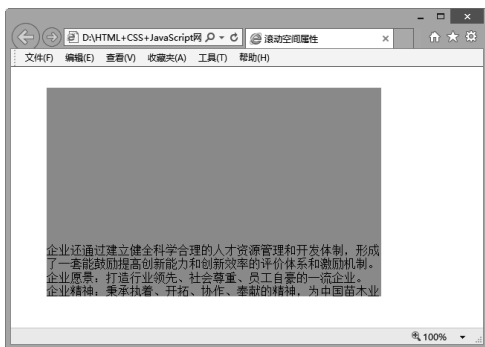 D:\HTML+CSS+JavaScript网
滚动空间属性
文件(F) 编辑(E) 查看(V) 收藏夹(A) 工具(T) 帮助(H)
企业还通过建立健全科学合理的人才资源管理和开发体制，形成
了一套能鼓励提高创新能力和创新效率的评价体系和激励机制。
企业愿景：打造行业领先、社会尊重、员工自豪的一流企业。
企业精神：秉承执着、开拓、协作、奉献的精神，为中国苗木业
100%